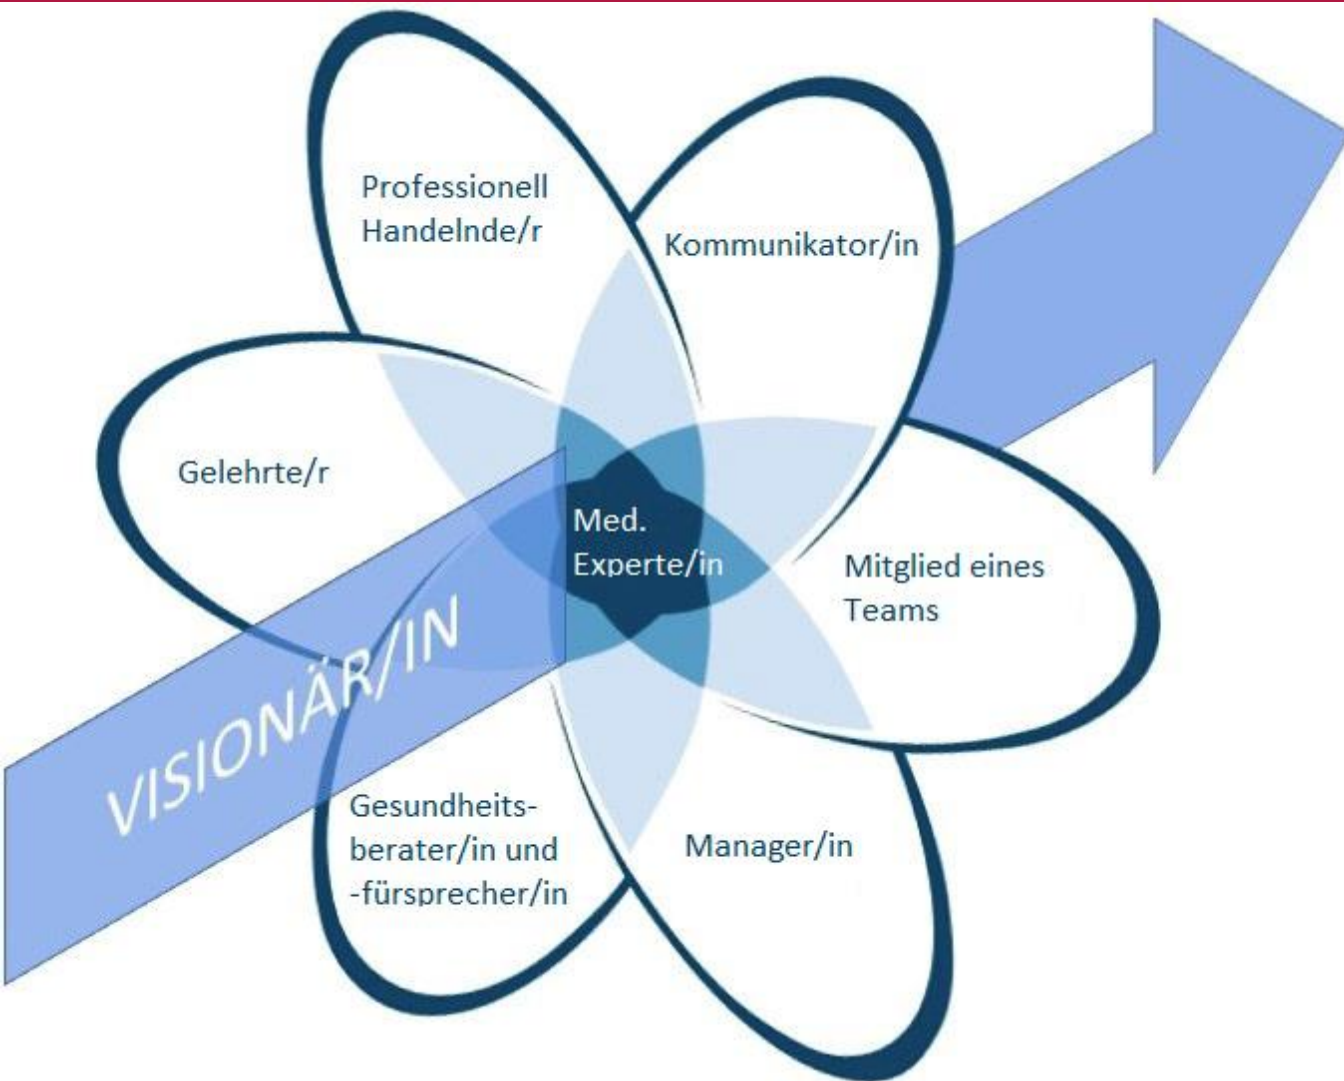 Professionell
Handelnde/r
Kommunikator/in
Gelehrte/r
Med.
Experte/in
Mitglied eines
Teams
VISIONÄR/IN
Gesundheits-
berater/in und
-fürsprecher/in
Manager/in